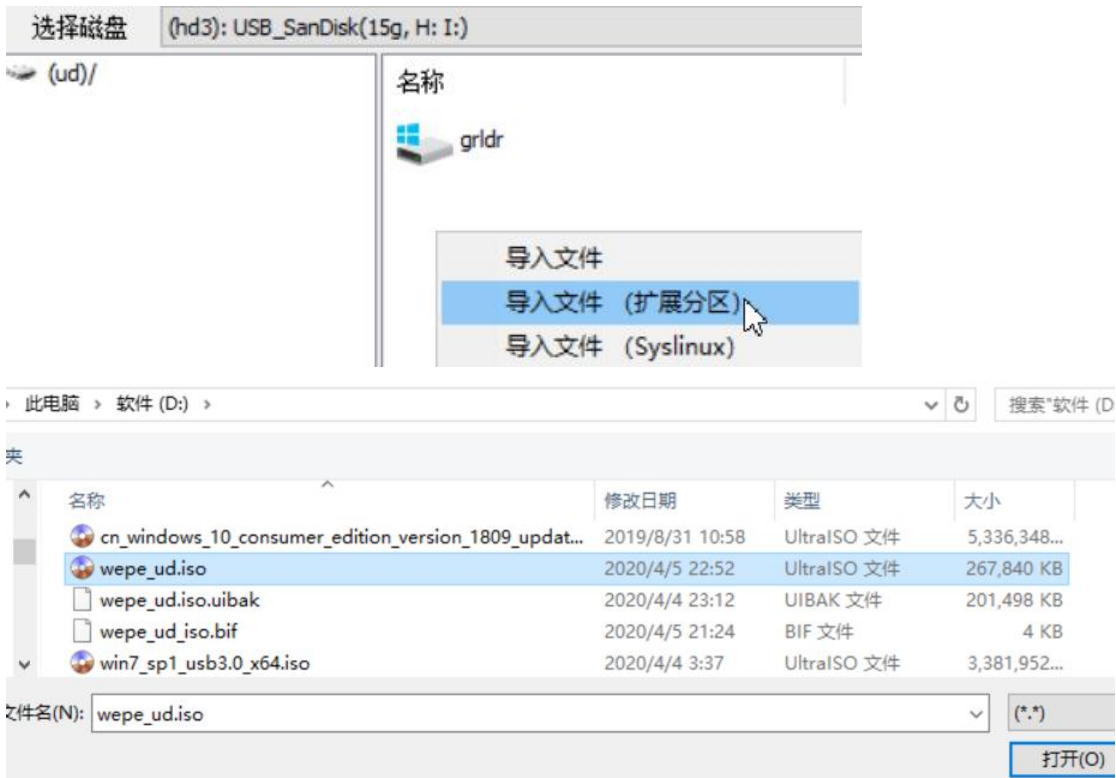 选择磁盘 (hd3): USB_SanDisk(15g, H: I:)
(ud)/
名称
grldr
导入文件
导入文件 (扩展分区)
导入文件 (Syslinux)
› 此电脑 › 软件 (D:) › 搜索"软件 (D
夹
名称 修改日期 类型 大小
cn_windows_10_consumer_edition_version_1809_updat... 2019/8/31 10:58 UltraISO 文件 5,336,348...
wepe_ud.iso 2020/4/5 22:52 UltraISO 文件 267,840 KB
wepe_ud.iso.uibak 2020/4/4 23:12 UIBAK 文件 201,498 KB
wepe_ud_iso.bif 2020/4/5 21:24 BIF 文件 4 KB
win7_sp1_usb3.0_x64.iso 2020/4/4 3:37 UltraISO 文件 3,381,952...
文件名(N): wepe_ud.iso (*.*)
打开(O)